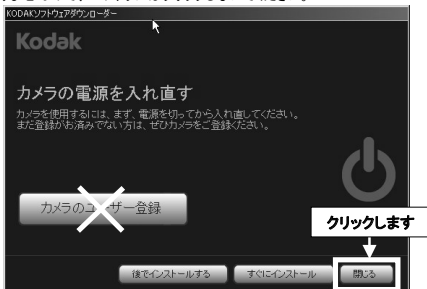 KODAKソフトウェアダウンローダー
Kodak
カメラの電源を入れ直す
カメラを使用するには、まず、電源を切ってから入れ直してください。
まだ登録がお済みでない方は、ぜひカメラをご登録ください。
カメラのユーザー登録
クリックします
後でインストールする
すぐにインストール
閉じる